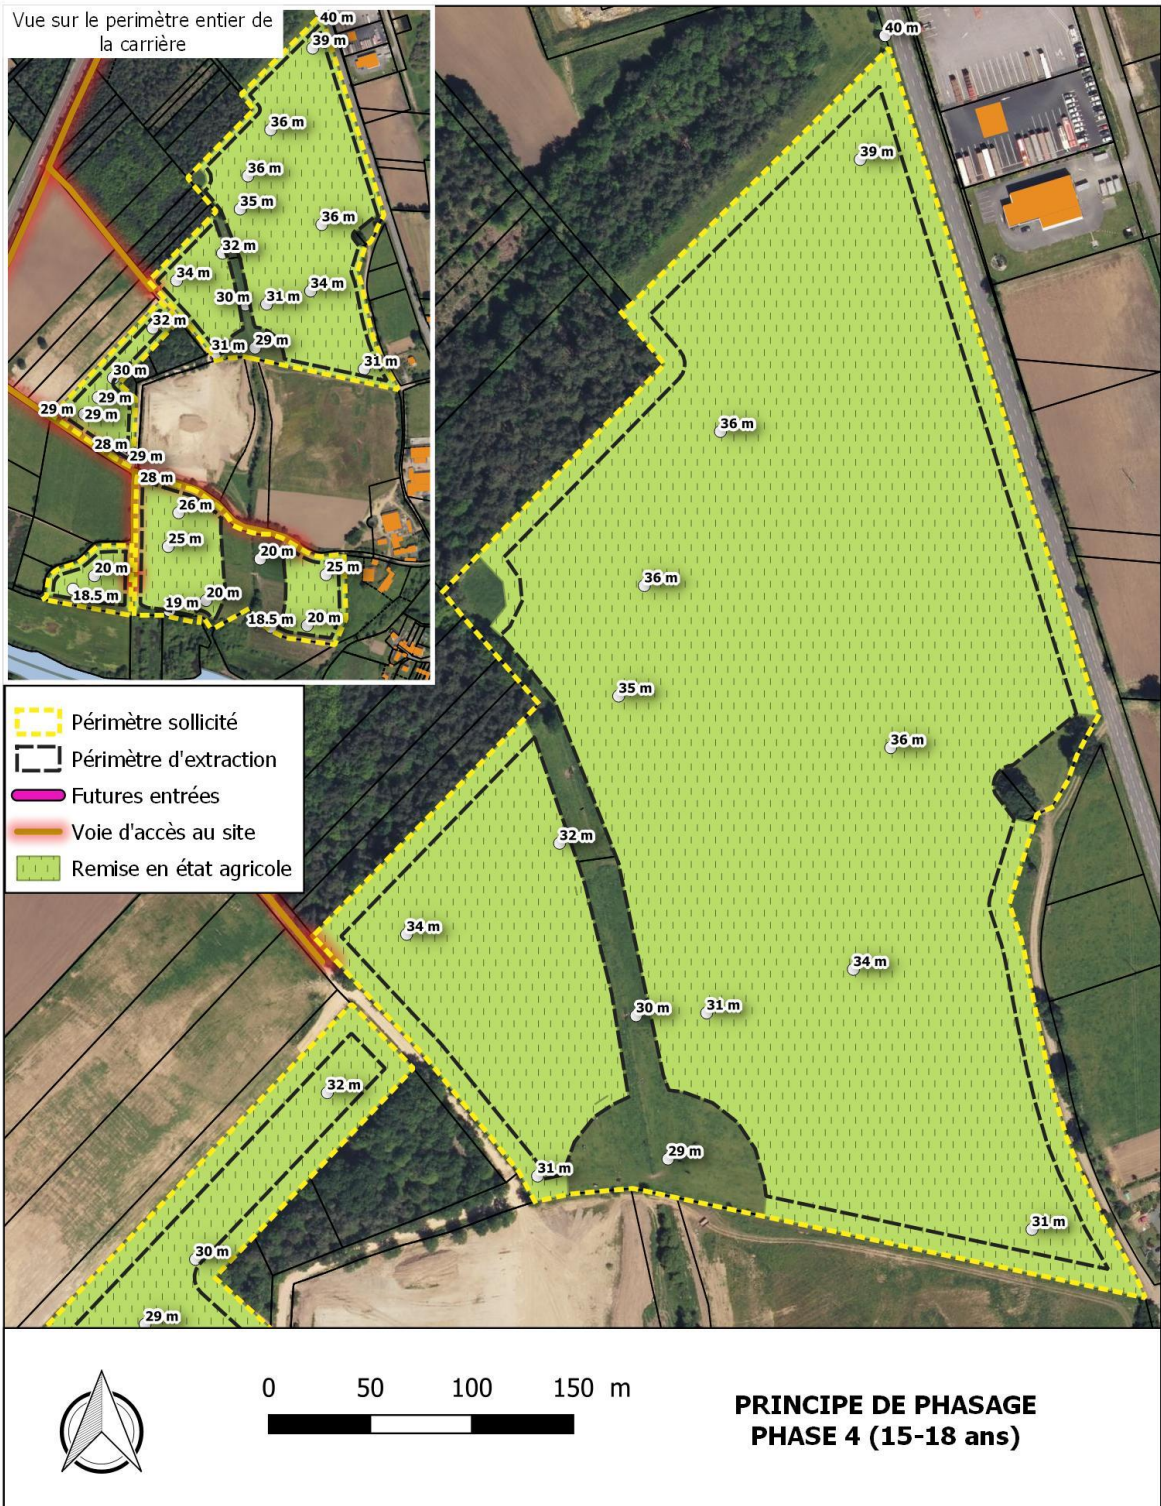 Vue sur le perimètre entier de
la carrière
40 m
39 m
36 m
36 m
35 m
36 m
32 m
34 m
34 m
30 m
31 m
32 m
31 m
29 m
31 m
30 m
29 m
29 m
29 m
28 m
29 m
28 m
26 m
25 m
20 m
25 m
20 m
18.5 m
19 m
20 m
18.5 m
20 m
Périmètre sollicité
Périmètre d'extraction
Futures entrées
Voie d'accès au site
Remise en état agricole
40 m
39 m
36 m
36 m
35 m
36 m
32 m
34 m
34 m
30 m
31 m
32 m
29 m
31 m
31 m
30 m
29 m
0 50 100 150 m
PRINCIPE DE PHASAGE
PHASE 4 (15-18 ans)